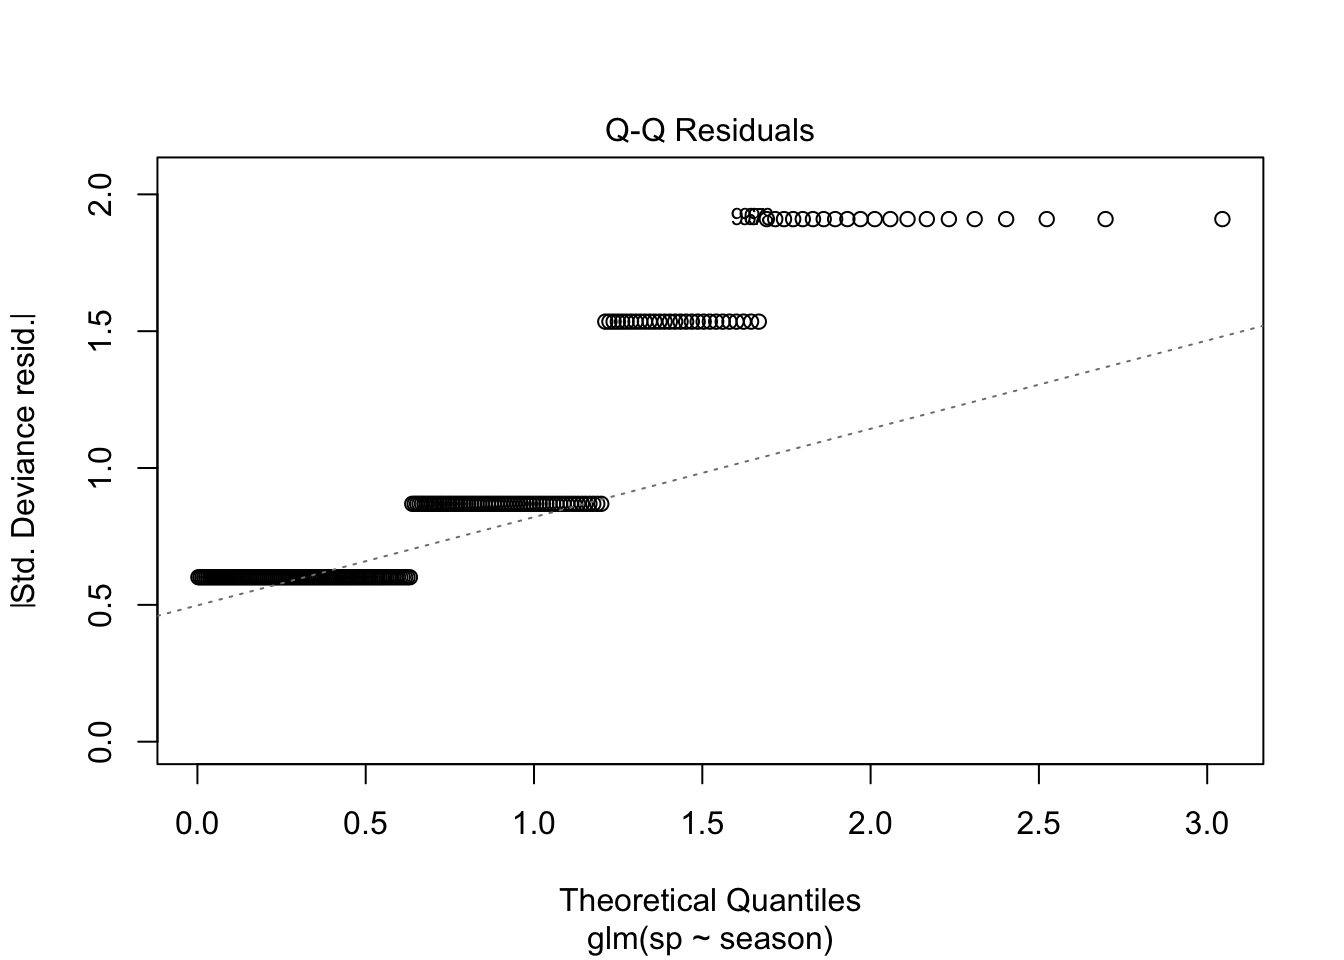 Q-Q Residuals
|Std. Deviance resid.|
2.0
1.5
1.0
0.5
0.0
0.0 0.5 1.0 1.5 2.0 2.5 3.0
Theoretical Quantiles
glm(sp ~ season)